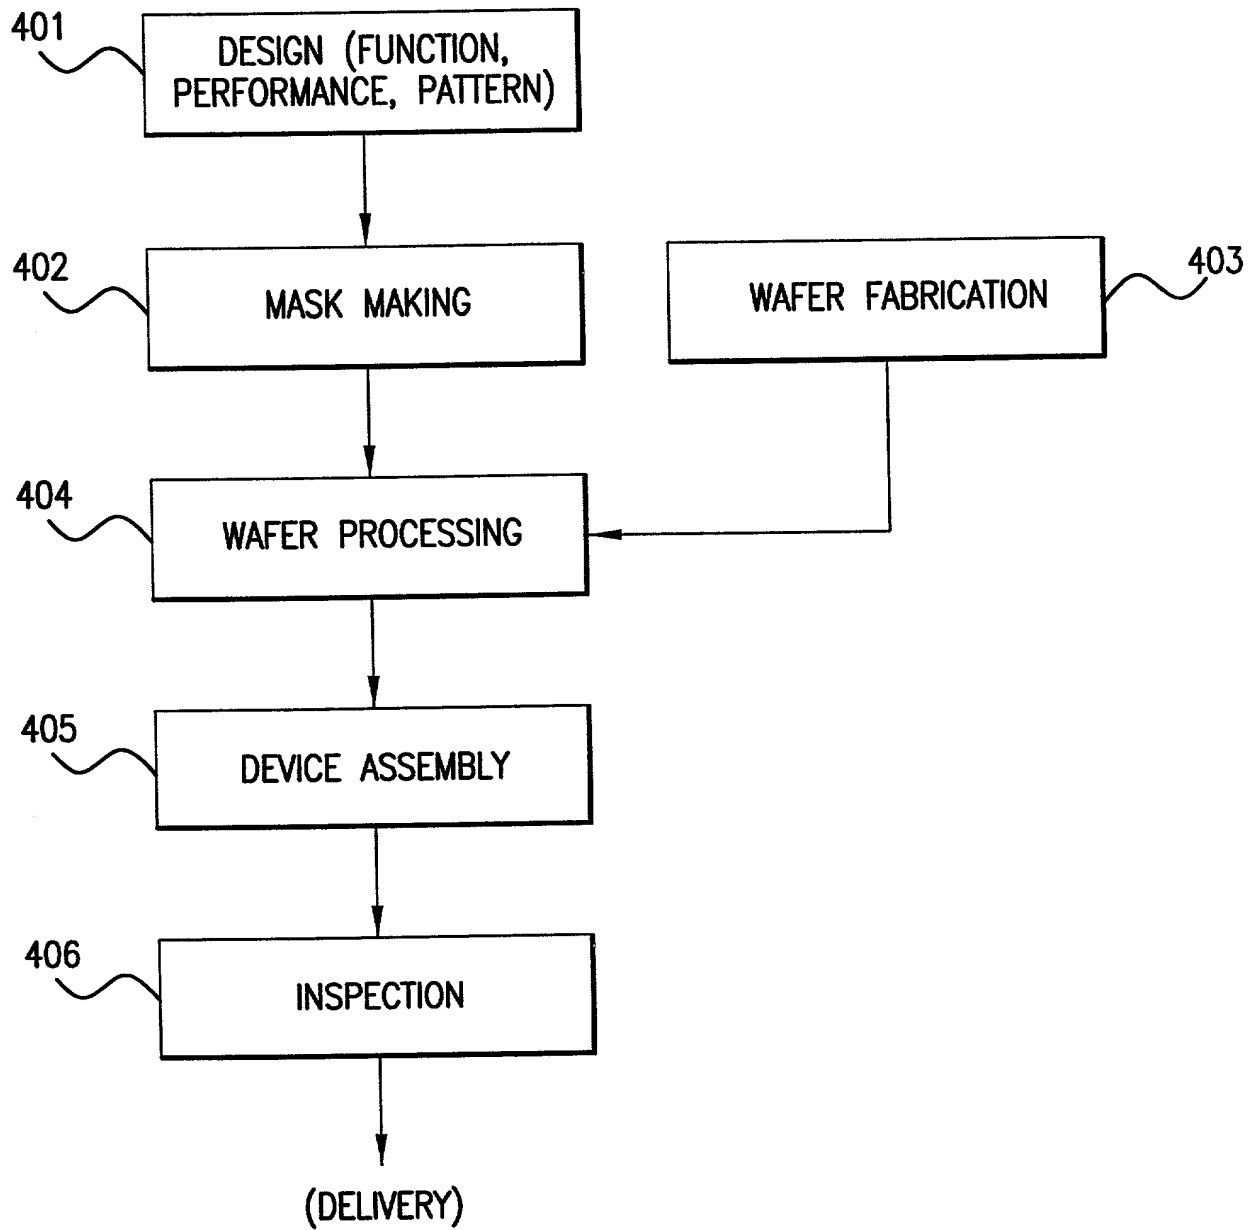 401
DESIGN (FUNCTION,
PERFORMANCE, PATTERN)
402
MASK MAKING
WAFER FABRICATION
403
404
WAFER PROCESSING
405
DEVICE ASSEMBLY
406
INSPECTION
(DELIVERY)